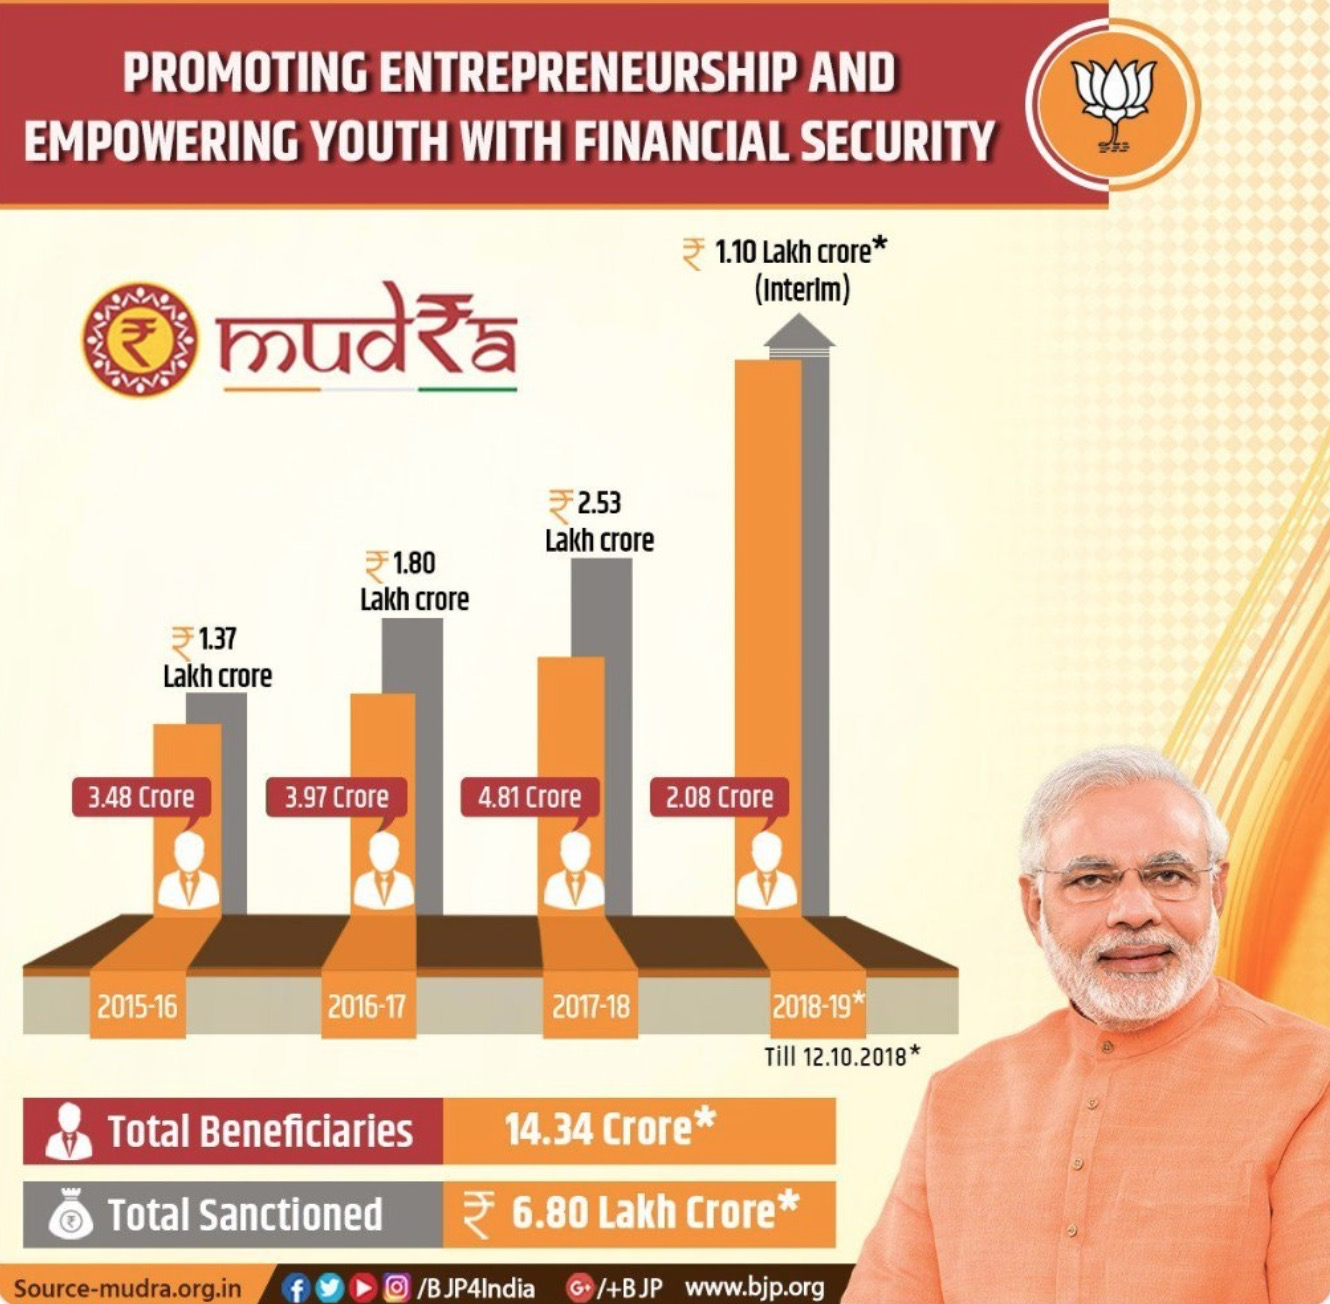 PROMOTING ENTREPRENEURSHIP AND
EMPOWERING YOUTH WITH FINANCIAL SECURITY
mud₹a
₹ 1.10 Lakh crore*
(Interim)
₹ 2.53
Lakh crore
₹ 1.80
Lakh crore
₹ 1.37
Lakh crore
3.48 Crore
3.97 Crore
4.81 Crore
2.08 Crore
2015-16
2016-17
2017-18
2018-19*
Till 12.10.2018*
Total Beneficiaries 14.34 Crore*
Total Sanctioned ₹ 6.80 Lakh Crore*
Source-mudra.org.in /BJP4India G+ /+BJP www.bjp.org